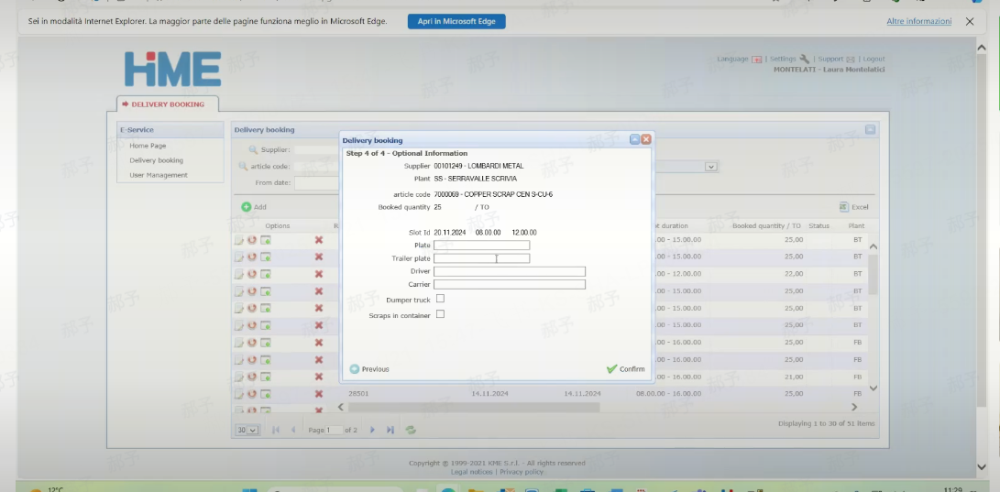 Sei in modalità Internet Explorer. La maggior parte delle pagine funziona meglio in Microsoft Edge.
Apri in Microsoft Edge
Altre informazioni
HME
Language | Settings | Support | Logout
MONTELATI - Laura Montelatici
DELIVERY BOOKING
E-Service
Home Page
Delivery booking
User Management
Delivery booking
Supplier:
article code:
From date:
Add
Excel
Options
ot duration
Booked quantity / TO
Status
Plant
.00 - 15.00.00 25,00 BT
.00 - 15.00.00 25,00 BT
.00 - 12.00.00 22,00 BT
.00 - 15.00.00 25,00 BT
.00 - 15.00.00 25,00 BT
.00 - 15.00.00 25,00 BT
.00 - 16.00.00 25,00 FB
.00 - 16.00.00 25,00 FB
.00 - 16.00.00 21,00 FB
28501 14.11.2024 14.11.2024 08.00.00 - 16.00.00 25,00 FB
Delivery booking
Step 4 of 4 - Optional Information
Supplier 00101249 - LOMBARDI METAL
Plant SS - SERRAVALLE SCRIVIA
article code 7000069 - COPPER SCRAP CEN S-CU-6
Booked quantity 25 / TO
Slot Id 20.11.2024 08.00.00 12.00.00
Plate
Trailer plate
Driver
Carrier
Dumper truck
Scraps in container
Previous
Confirm
30
Page 1 of 2
Displaying 1 to 30 of 51 items
Copyright © 1999-2021 KME S.r.l. - All rights reserved
Legal notices | Privacy policy
12°C
11:29
郝予